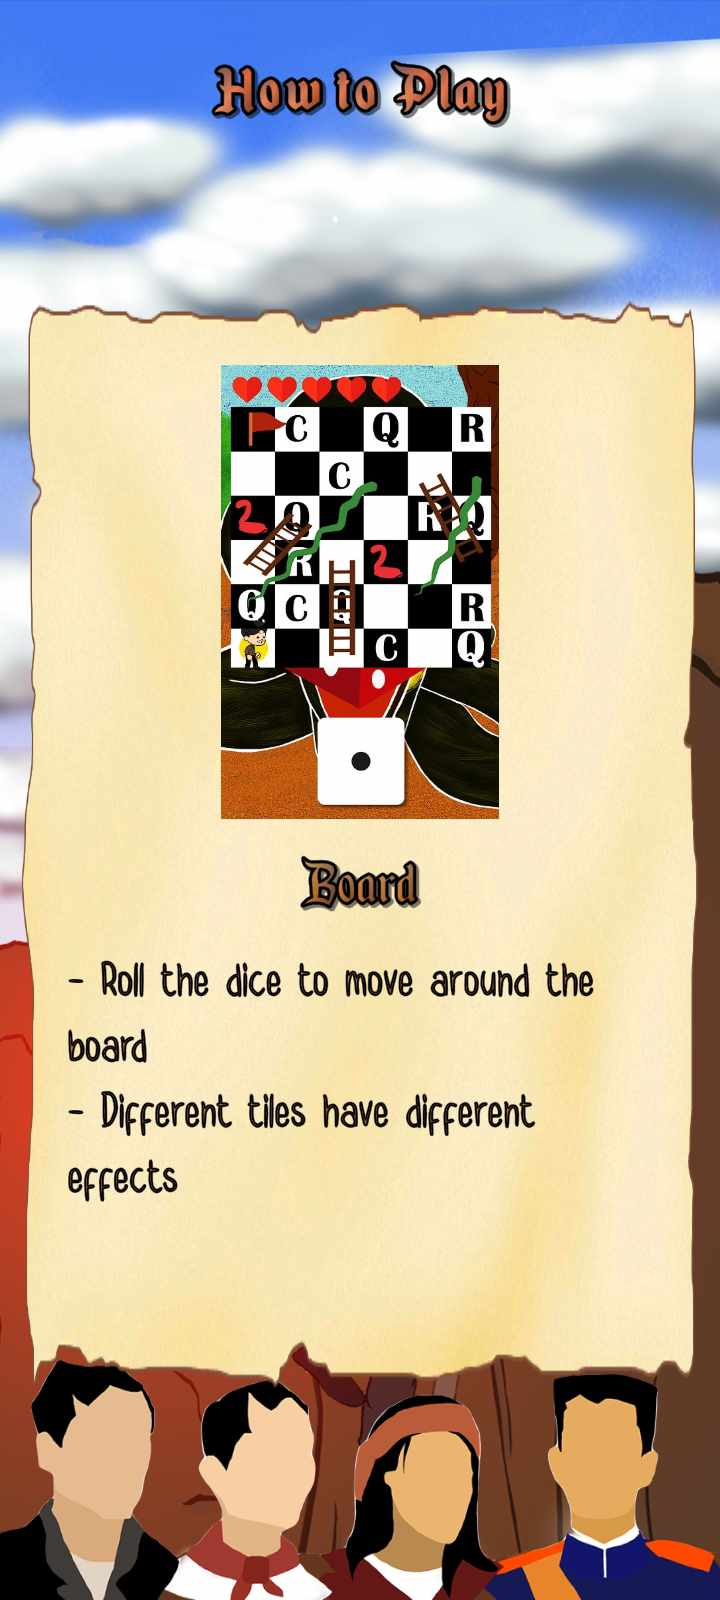 How to Play
C Q R
C
2 Q R Q
R 2
Q C Q R
C Q
Board
- Roll the dice to move around the
board
- Different tiles have different
effects